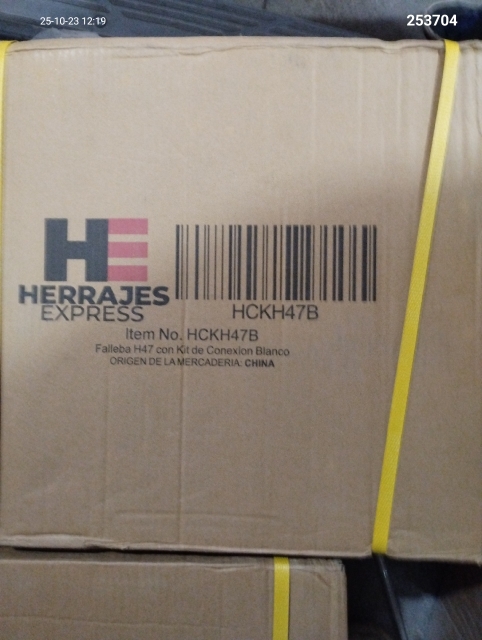 25-10-23 12:19
253704
HE
HERRAJES
EXPRESS
HCKH47B
Item No. HCKH47B
Falleba H47 con Kit de Conexion Blanco
ORIGEN DE LA MERCADERIA: CHINA